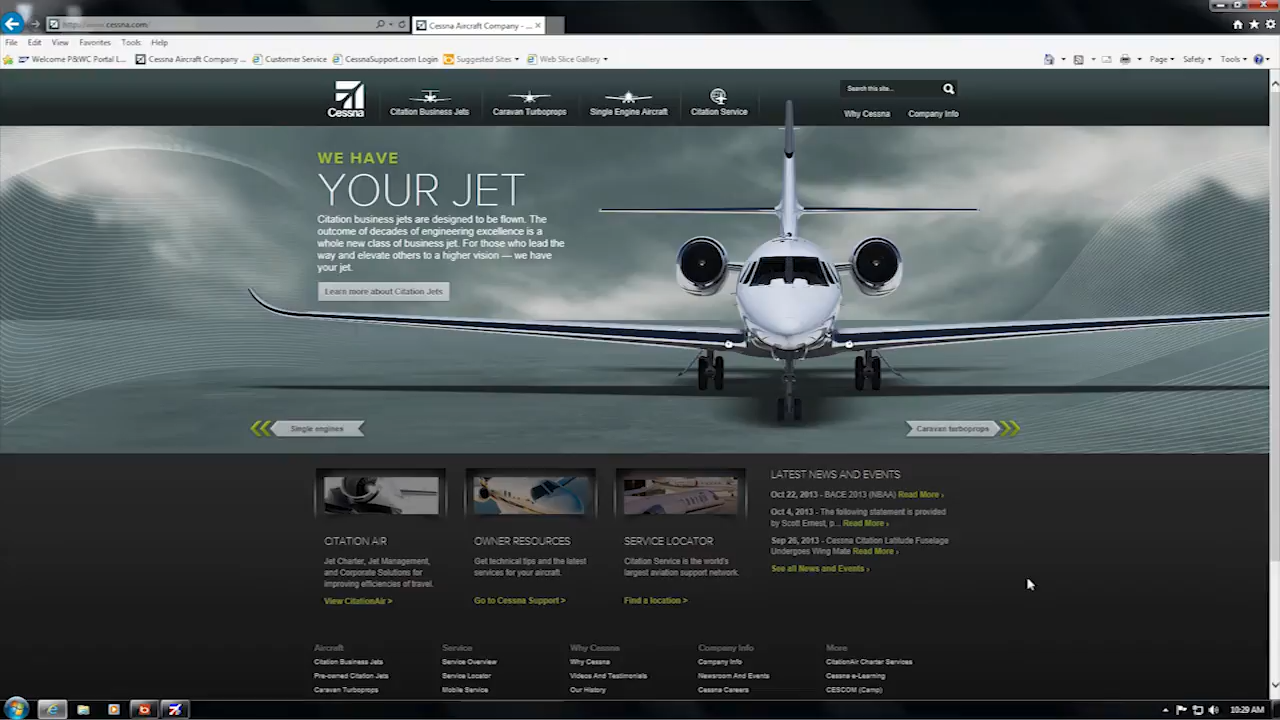 http://www.cessna.com/
Cessna Aircraft Company - ...
File Edit View Favorites Tools Help
Welcome P&WC Portal L...
Cessna Aircraft Company ...
Customer Service
CessnaSupport.com Login
Suggested Sites
Web Slice Gallery
Page
Safety
Tools
Search this site...
Cessna
Citation Business Jets
Caravan Turboprops
Single Engine Aircraft
Citation Service
Why Cessna
Company Info
WE HAVE
YOUR JET
Citation business jets are designed to be flown. The
outcome of decades of engineering excellence is a
whole new class of business jet. For those who lead the
way and elevate others to a higher vision — we have
your jet.
Learn more about Citation Jets
Single engines
Caravan turboprops
CITATION AIR
Jet Charter, Jet Management,
and Corporate Solutions for
improving efficiencies of travel.
View CitationAir >
OWNER RESOURCES
Get technical tips and the latest
services for your aircraft.
Go to Cessna Support >
SERVICE LOCATOR
Citation Service is the world's
largest aviation support network.
Find a location >
LATEST NEWS AND EVENTS
Oct 22, 2013 - BACE 2013 (NBAA) Read More ›
Oct 4, 2013 - The following statement is provided
by Scott Ernest, p... Read More ›
Sep 26, 2013 - Cessna Citation Latitude Fuselage
Undergoes Wing Mate Read More ›
See all News and Events ›
Aircraft
Citation Business Jets
Pre-owned Citation Jets
Caravan Turboprops
Service
Service Overview
Service Locator
Mobile Service
Why Cessna
Why Cessna
Videos And Testimonials
Our History
Company Info
Company Info
Newsroom And Events
Cessna Careers
More
CitationAir Charter Services
Cessna e-Learning
CESCOM (Camp)
10:29 AM